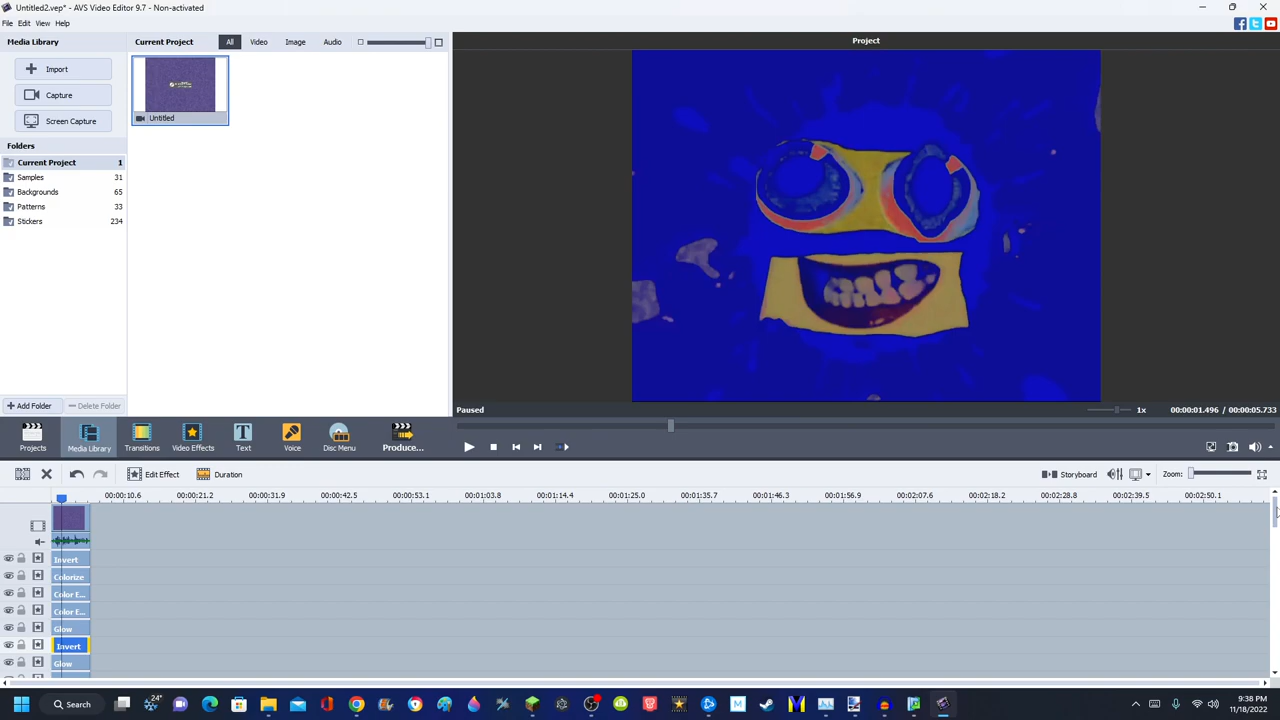 Untitled2.vep* - AVS Video Editor 9.7 - Non-activated
File Edit View Help
Media Library
Current Project All Video Image Audio
Project
Import
Capture
Screen Capture
Untitled
Folders
Current Project 1
Samples 31
Backgrounds 65
Patterns 33
Stickers 234
Add Folder Delete Folder
Paused 1x 00:00:01.496 / 00:00:05.733
Projects Media Library Transitions Video Effects Text Voice Disc Menu Produce...
Edit Effect Duration Storyboard Zoom:
00:00:10.6 00:00:21.2 00:00:31.9 00:00:42.5 00:00:53.1 00:01:03.8 00:01:14.4 00:01:25.0 00:01:35.7 00:01:46.3 00:01:56.9 00:02:07.6 00:02:18.2 00:02:28.8 00:02:39.5 00:02:50.1
Invert
Colorize
Color E...
Color E...
Glow
Invert
Glow
24° Search
9:38 PM
11/18/2022